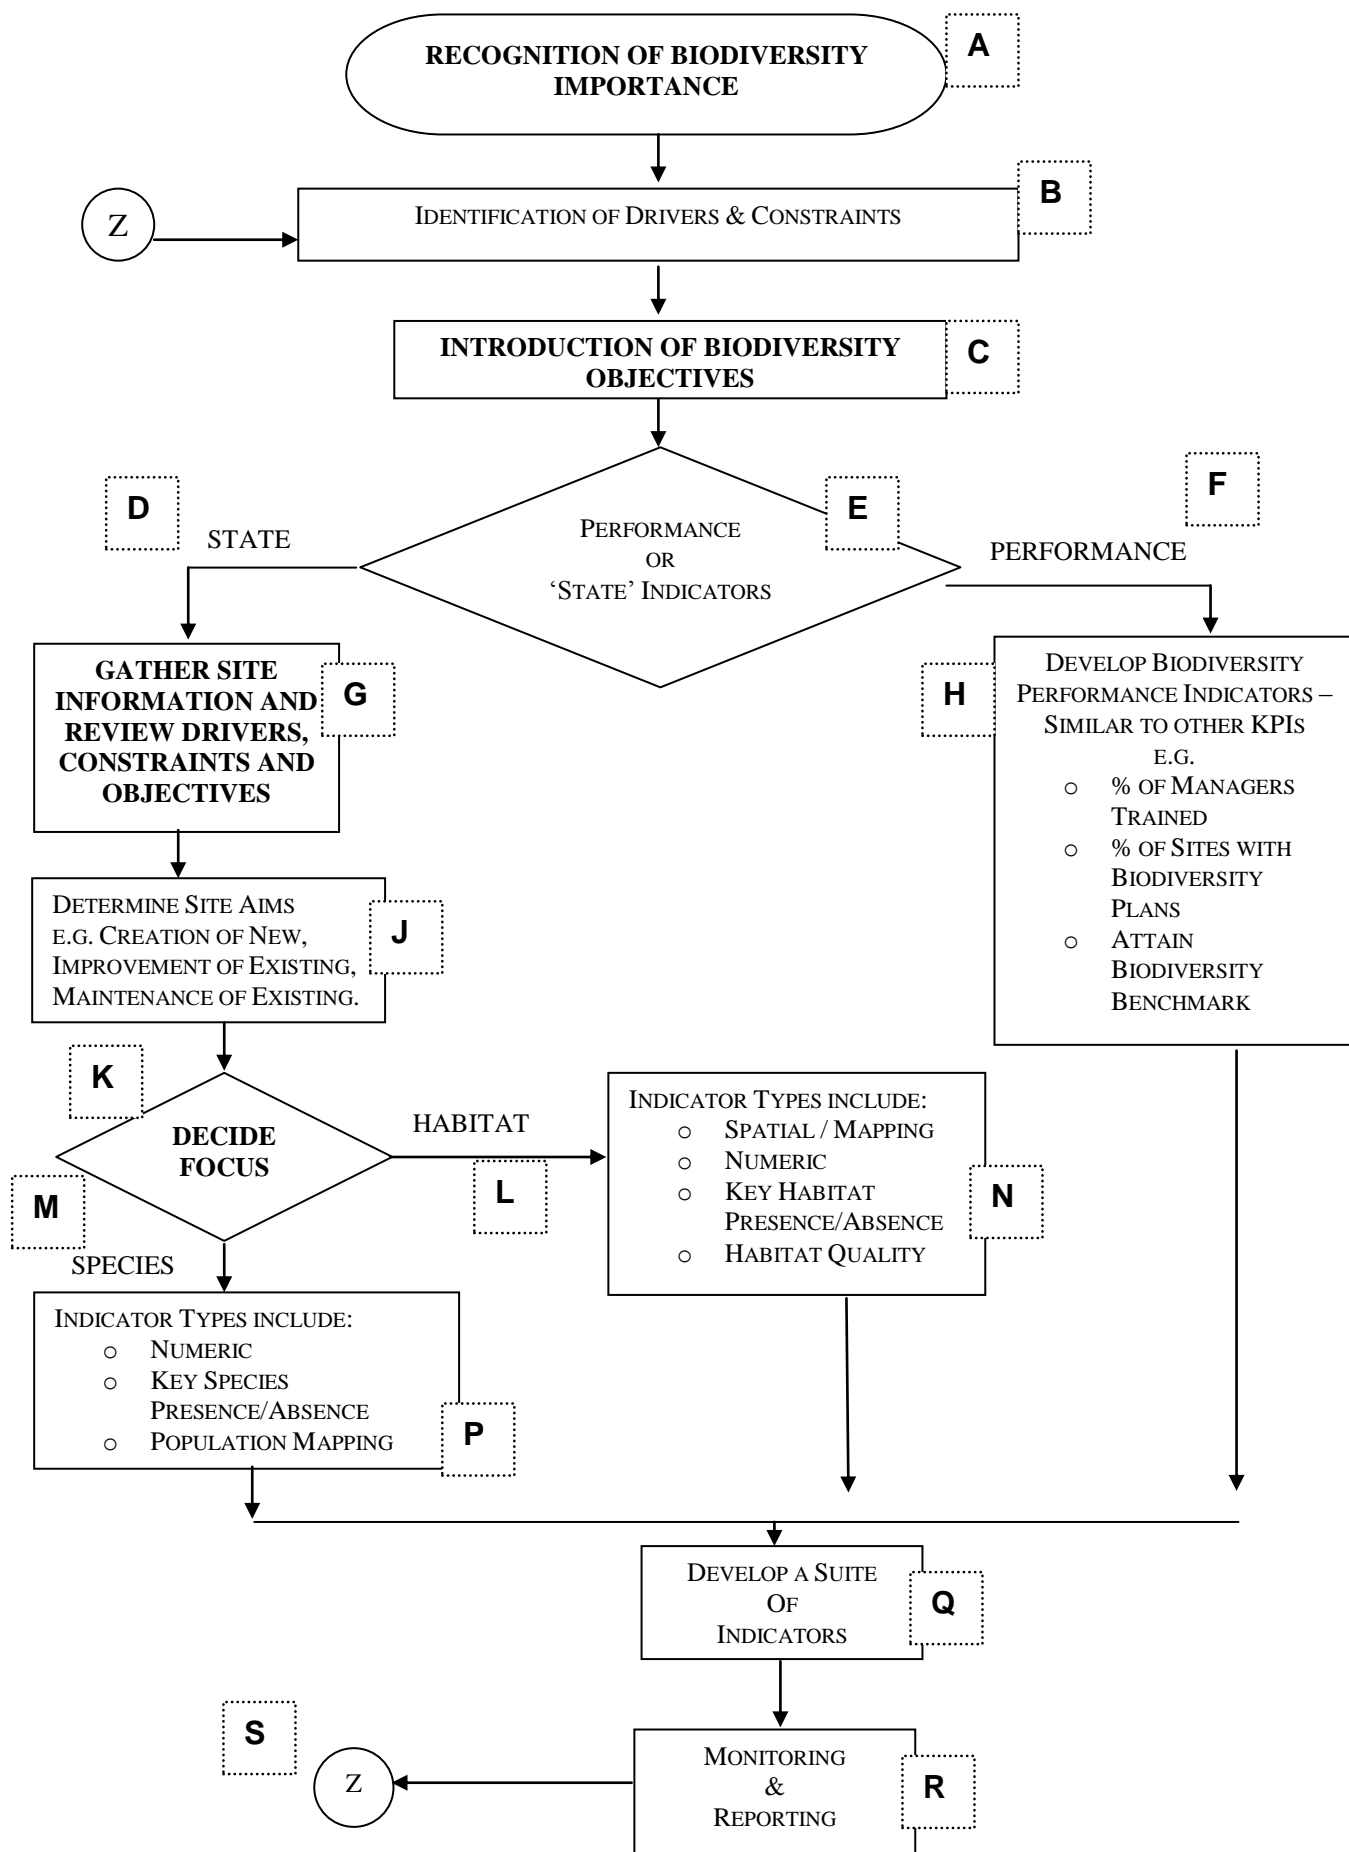 RECOGNITION OF BIODIVERSITY
IMPORTANCE
A
Z
IDENTIFICATION OF DRIVERS & CONSTRAINTS
B
INTRODUCTION OF BIODIVERSITY
OBJECTIVES
C
D
STATE
PERFORMANCE
OR
‘STATE’ INDICATORS
E
F
PERFORMANCE
GATHER SITE
INFORMATION AND
REVIEW DRIVERS,
CONSTRAINTS AND
OBJECTIVES
G
H
DEVELOP BIODIVERSITY
PERFORMANCE INDICATORS –
SIMILAR TO OTHER KPIS
E.G.
o % OF MANAGERS
TRAINED
o % OF SITES WITH
BIODIVERSITY
PLANS
o ATTAIN
BIODIVERSITY
BENCHMARK
DETERMINE SITE AIMS
E.G. CREATION OF NEW,
IMPROVEMENT OF EXISTING,
MAINTENANCE OF EXISTING.
J
K
DECIDE
FOCUS
HABITAT
L
M
SPECIES
INDICATOR TYPES INCLUDE:
o SPATIAL / MAPPING
o NUMERIC
o KEY HABITAT
PRESENCE/ABSENCE
o HABITAT QUALITY
N
INDICATOR TYPES INCLUDE:
o NUMERIC
o KEY SPECIES
PRESENCE/ABSENCE
o POPULATION MAPPING
P
DEVELOP A SUITE
OF
INDICATORS
Q
S
Z
MONITORING
&
REPORTING
R